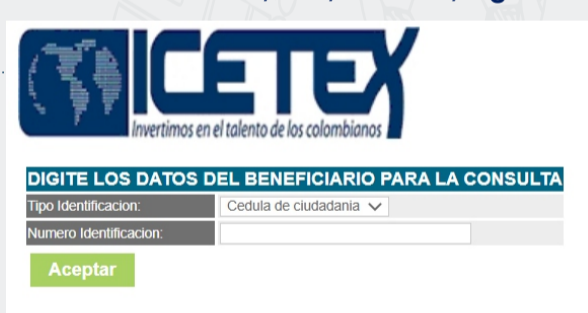 ICETEX
Invertimos en el talento de los colombianos
DIGITE LOS DATOS DEL BENEFICIARIO PARA LA CONSULTA
Tipo Identificacion: Cedula de ciudadania
Numero Identificacion:
Aceptar